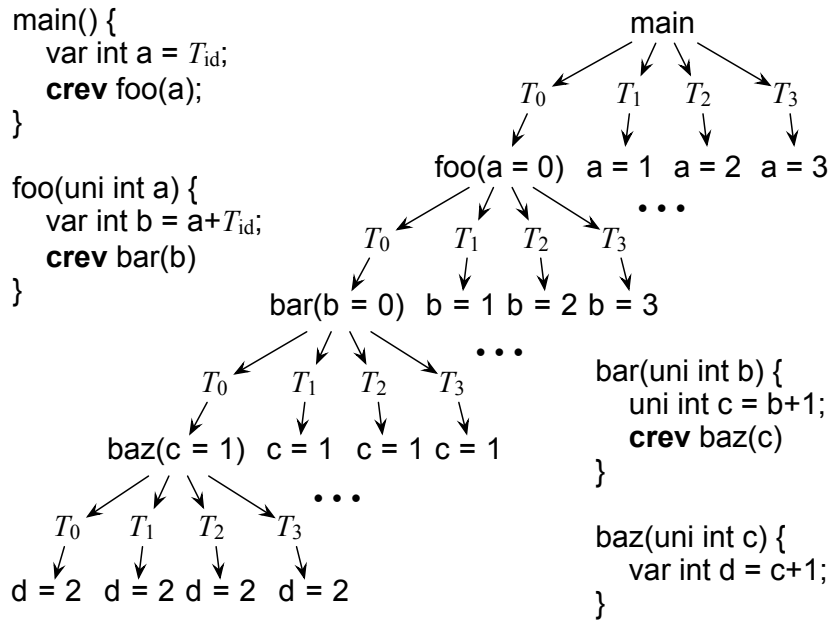 main() {
var int a = Tid;
crev foo(a);
}
foo(uni int a) {
var int b = a+Tid;
crev bar(b)
}
main
T0 T1 T2 T3
foo(a = 0) a = 1 a = 2 a = 3
• • •
T0 T1 T2 T3
bar(b = 0) b = 1 b = 2 b = 3
• • •
T0 T1 T2 T3
baz(c = 1) c = 1 c = 1 c = 1
• • •
T0 T1 T2 T3
d = 2 d = 2 d = 2 d = 2
bar(uni int b) {
uni int c = b+1;
crev baz(c)
}
baz(uni int c) {
var int d = c+1;
}